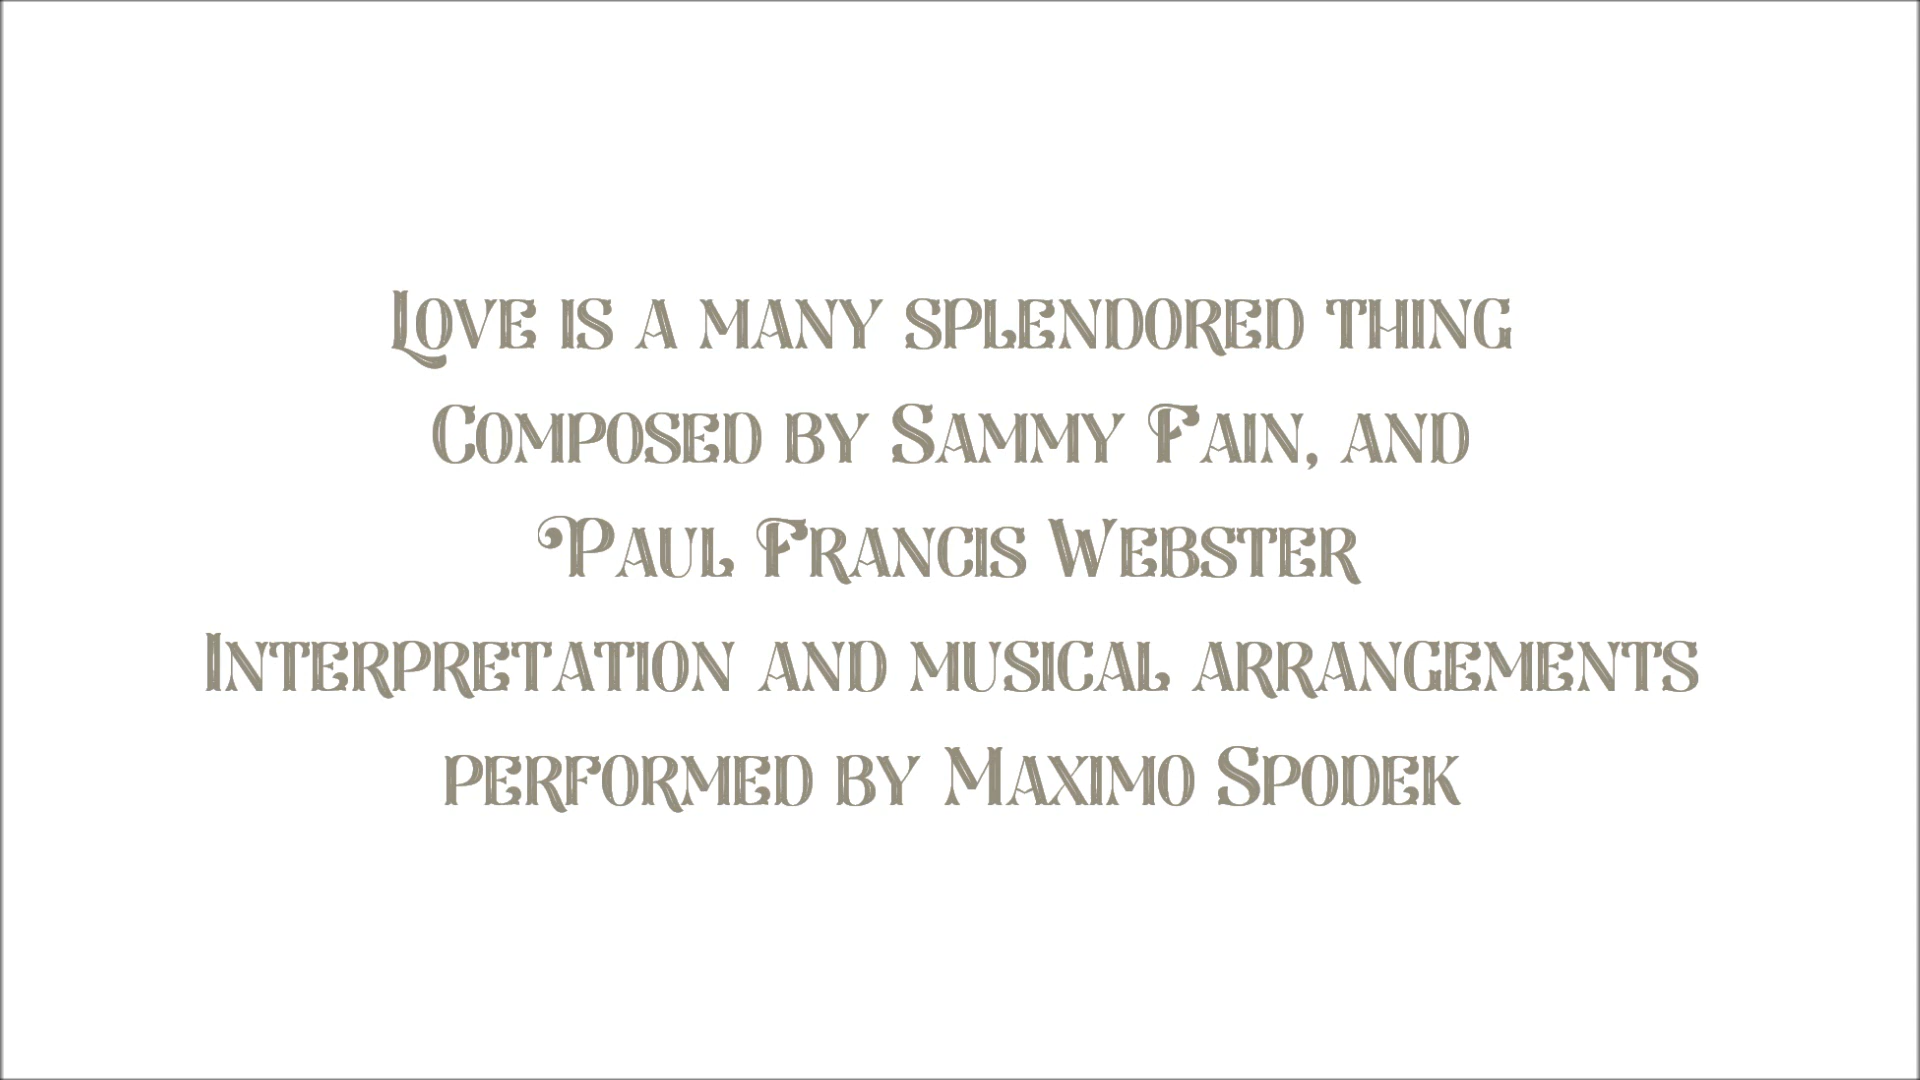 Love is a many splendored thing
Composed by Sammy Fain, and
Paul Francis Webster
Interpretation and musical arrangements
performed by Maximo Spodek